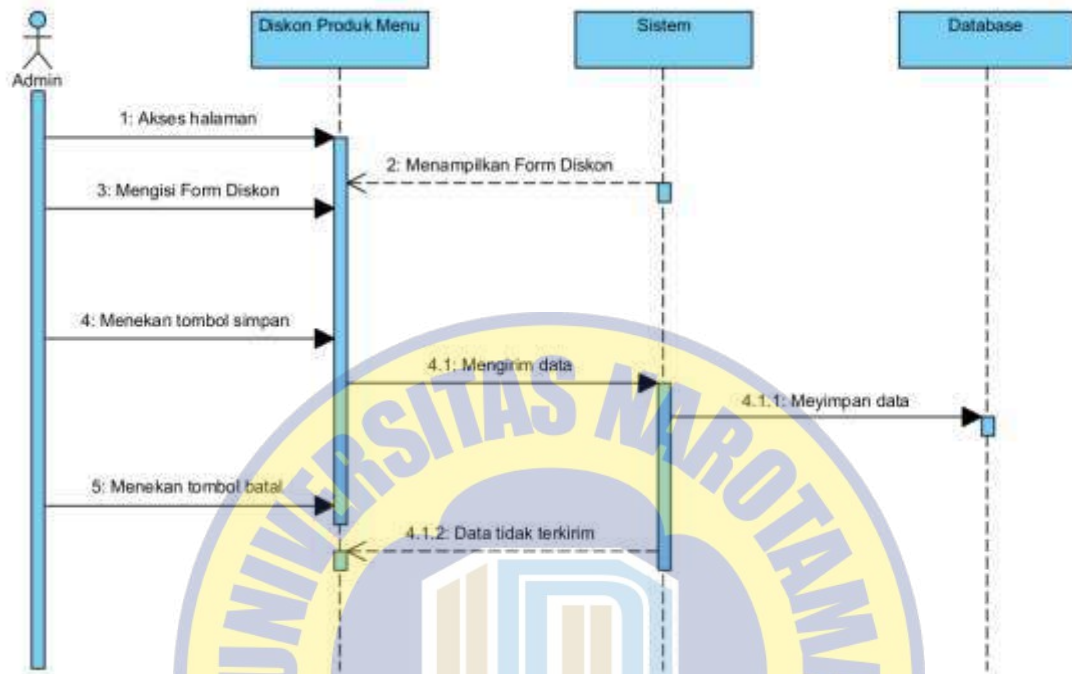 Diskon Produk Menu
Sistem
Database
Admin
1: Akses halaman
2: Menampilkan Form Diskon
3: Mengisi Form Diskon
4: Menekan tombol simpan
4.1: Mengirim data
4.1.1: Meyimpan data
5: Menekan tombol batal
4.1.2: Data tidak terkirim
UNIVERSITAS NAROTAMA